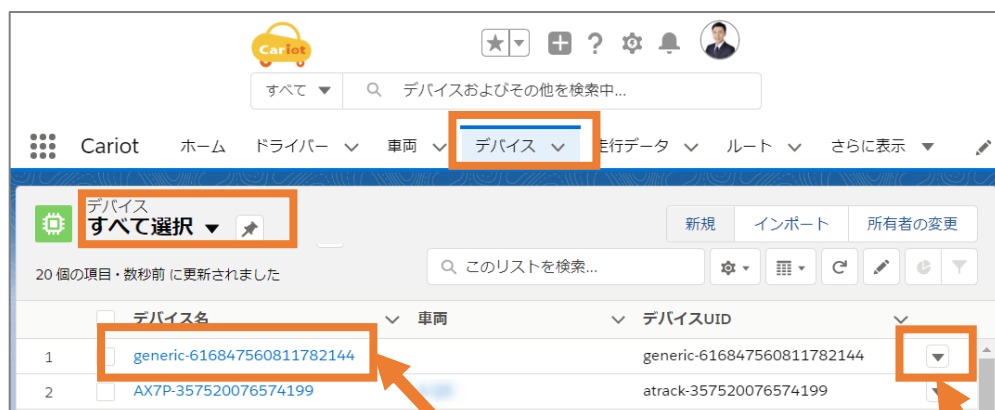 Cariot
すべて
デバイスおよびその他を検索中...
Cariot ホーム ドライバー 車両 デバイス 走行データ ルート さらに表示
デバイス
すべて選択
新規 インポート 所有者の変更
20 個の項目・数秒前 に更新されました
このリストを検索...
デバイス名 車両 デバイスUID
1 generic-616847560811782144 generic-616847560811782144
2 AX7P-357520076574199 atrack-357520076574199